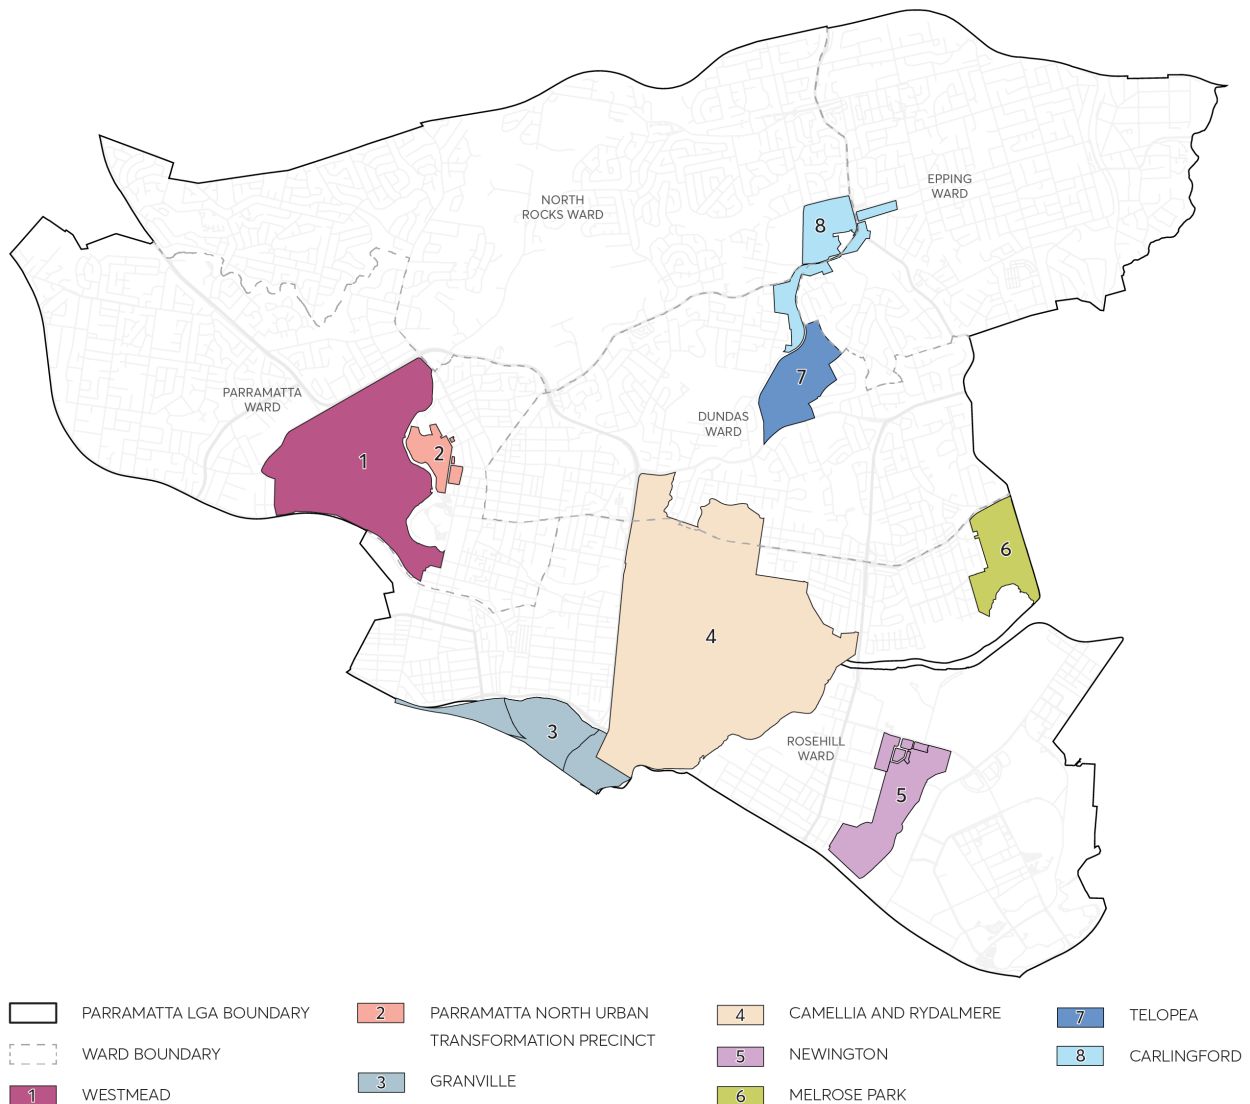 EPPING
WARD
NORTH
ROCKS WARD
8
PARRAMATTA
WARD
7
DUNDAS
WARD
1
2
6
4
3
ROSEHILL
WARD
5
PARRAMATTA LGA BOUNDARY
WARD BOUNDARY
1 WESTMEAD
2 PARRAMATTA NORTH URBAN
TRANSFORMATION PRECINCT
3 GRANVILLE
4 CAMELLIA AND RYDALMERE
5 NEWINGTON
6 MELROSE PARK
7 TELOPEA
8 CARLINGFORD